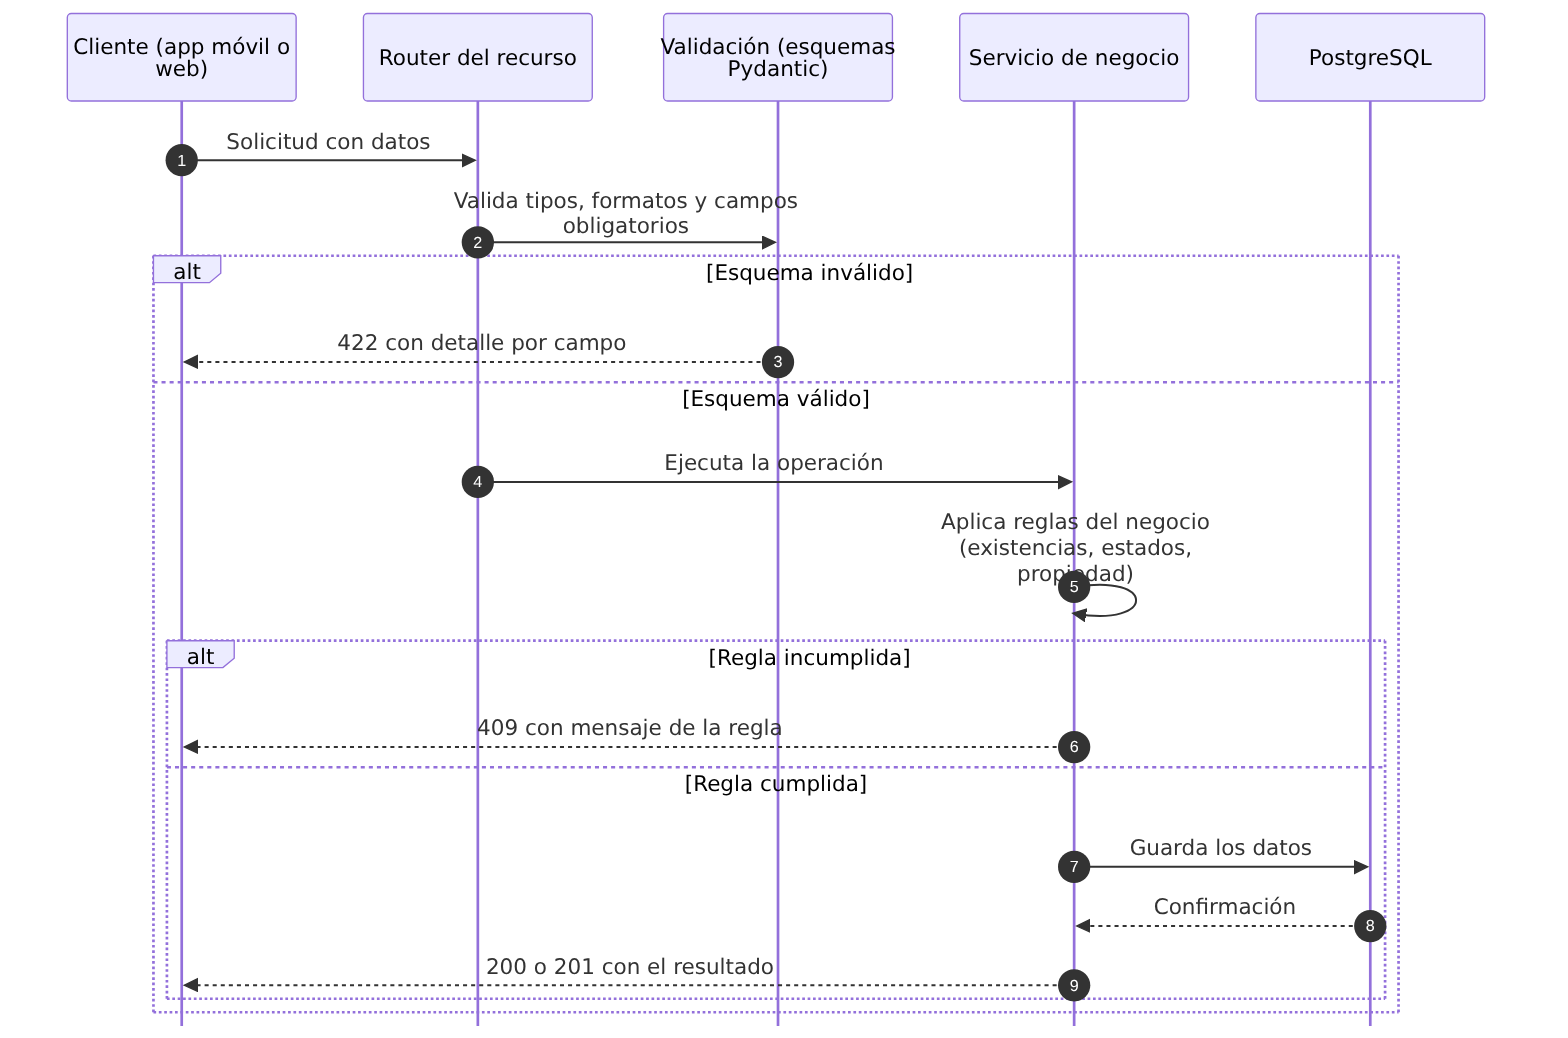 Cliente (app móvil o
web)
Router del recurso
Validación (esquemas
Pydantic)
Servicio de negocio
PostgreSQL
Solicitud con datos
1
Valida tipos, formatos y campos
obligatorios
2
alt
[Esquema inválido]
422 con detalle por campo
3
[Esquema válido]
Ejecuta la operación
4
Aplica reglas del negocio
(existencias, estados,
propiedad)
5
alt
[Regla incumplida]
409 con mensaje de la regla
6
[Regla cumplida]
Guarda los datos
7
Confirmación
8
200 o 201 con el resultado
9